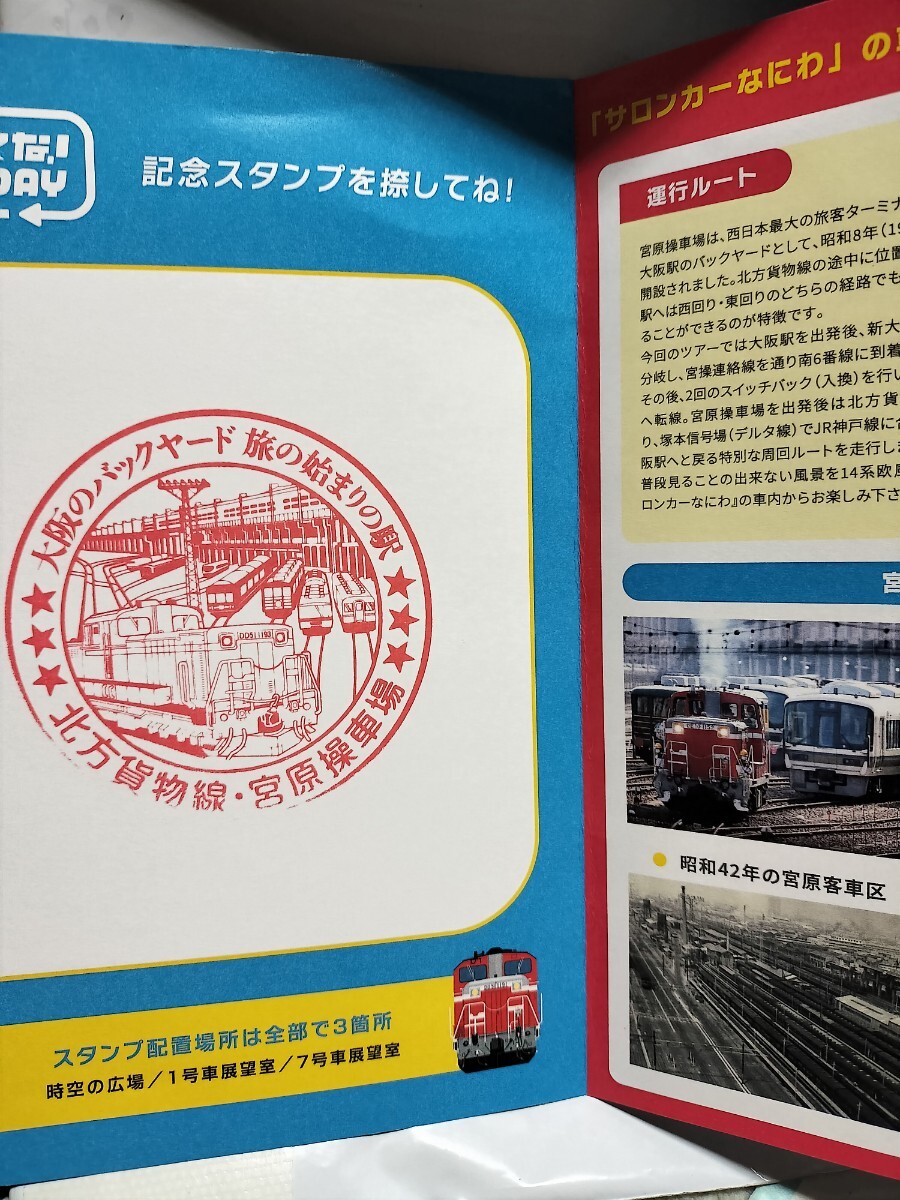 てな!
DAY
記念スタンプを捺してね!
大阪のバックヤード 旅の始まりの駅
DD51 1193
北方貨物線・宮原操車場
スタンプ配置場所は全部で3箇所
時空の広場/1号車展望室/7号車展望室
「サロンカーなにわ」の
運行ルート
宮原操車場は、西日本最大の旅客ターミナ
大阪駅のバックヤードとして、昭和8年(19
開設されました。北方貨物線の途中に位置
駅へは西回り・東回りのどちらの経路でも
ることができるのが特徴です。
今回のツアーでは大阪駅を出発後、新大
分岐し、宮操連絡線を通り南6番線に到着
その後、2回のスイッチバック(入換)を行い
へ転線。宮原操車場を出発後は北方貨
り、塚本信号場(デルタ線)でJR神戸線に合
阪駅へと戻る特別な周回ルートを走行しま
普段見ることの出来ない風景を14系欧風
ロンカーなにわ』の車内からお楽しみ下さ
宮
昭和42年の宮原客車区